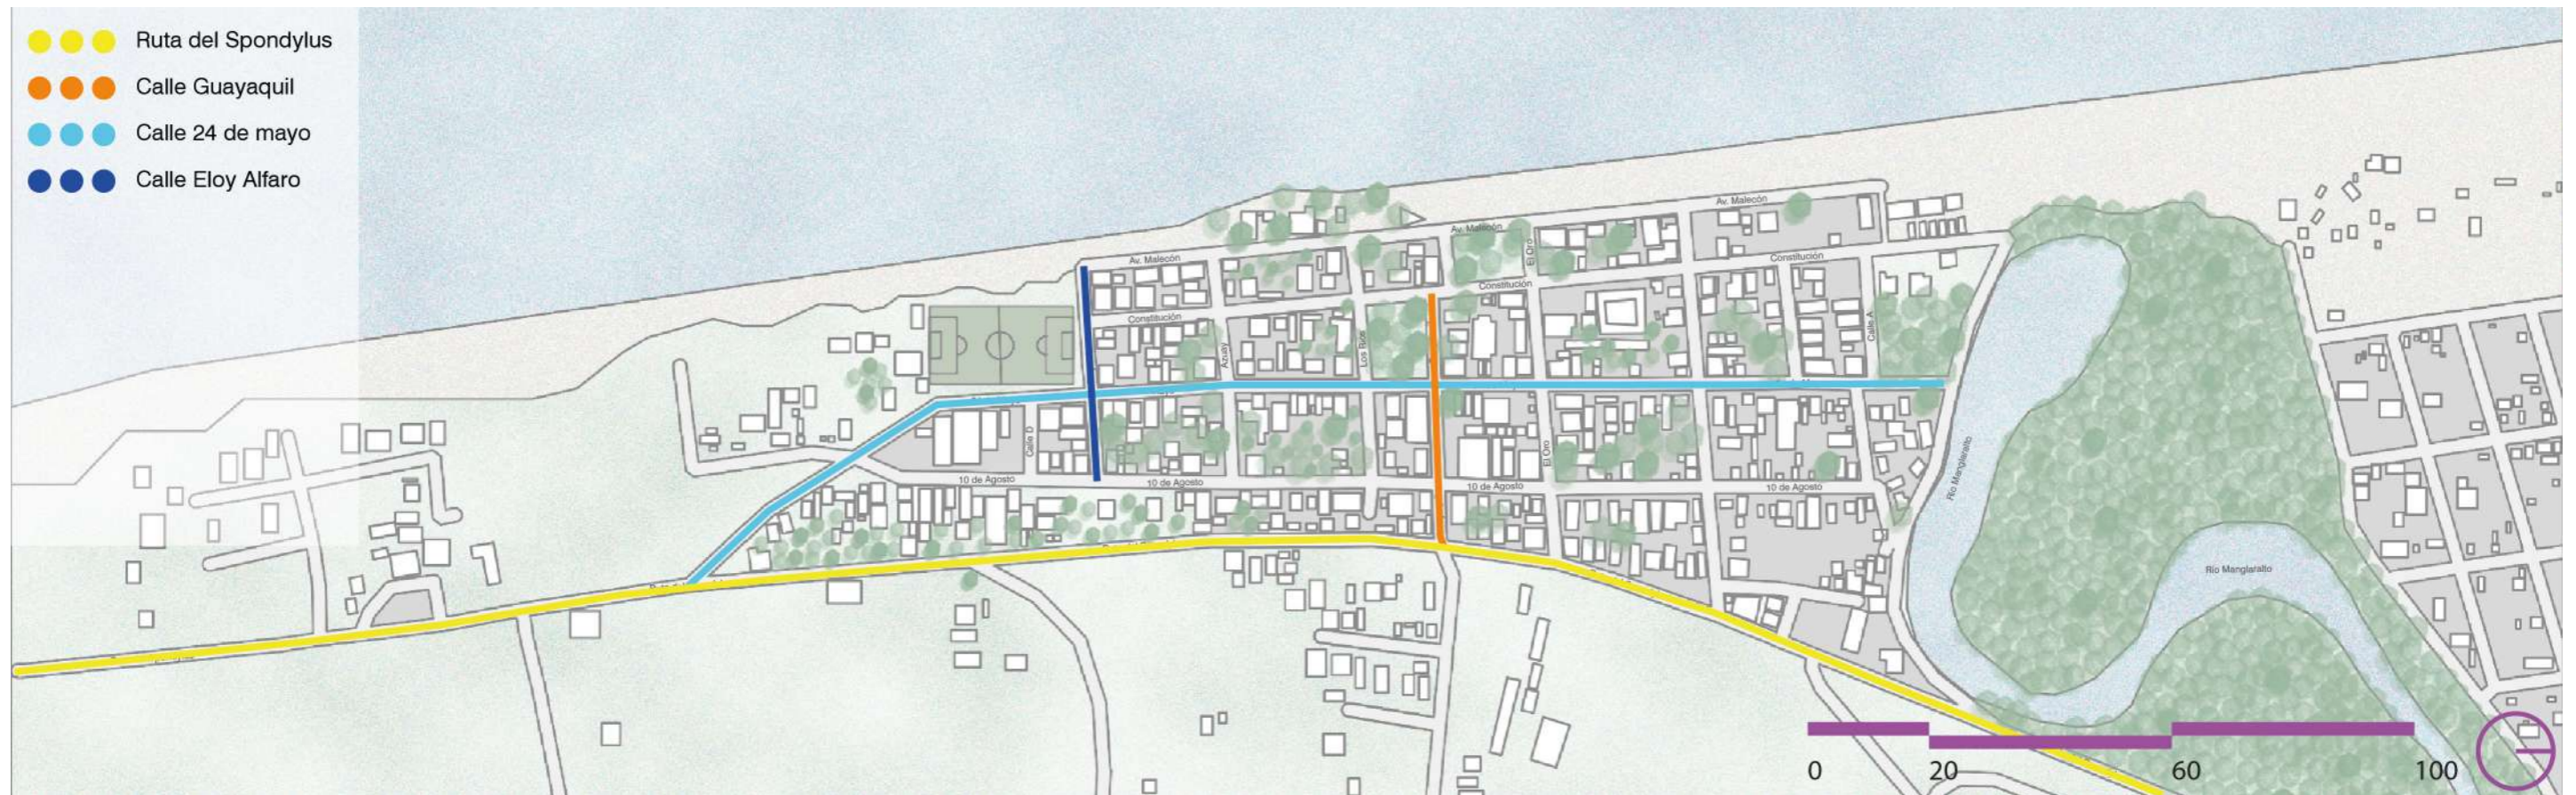 Ruta del Spondylus
Calle Guayaquil
Calle 24 de mayo
Calle Eloy Alfaro
Av. Malecón
Av. Malecón
Av. Malecón
El Oro
Constitución
Constitución
Constitución
Azuay
Los Ríos
Calle A
Calle D
El Oro
10 de Agosto
10 de Agosto
10 de Agosto
10 de Agosto
Río Manglaralto
Río Manglaralto
0 20 60 100